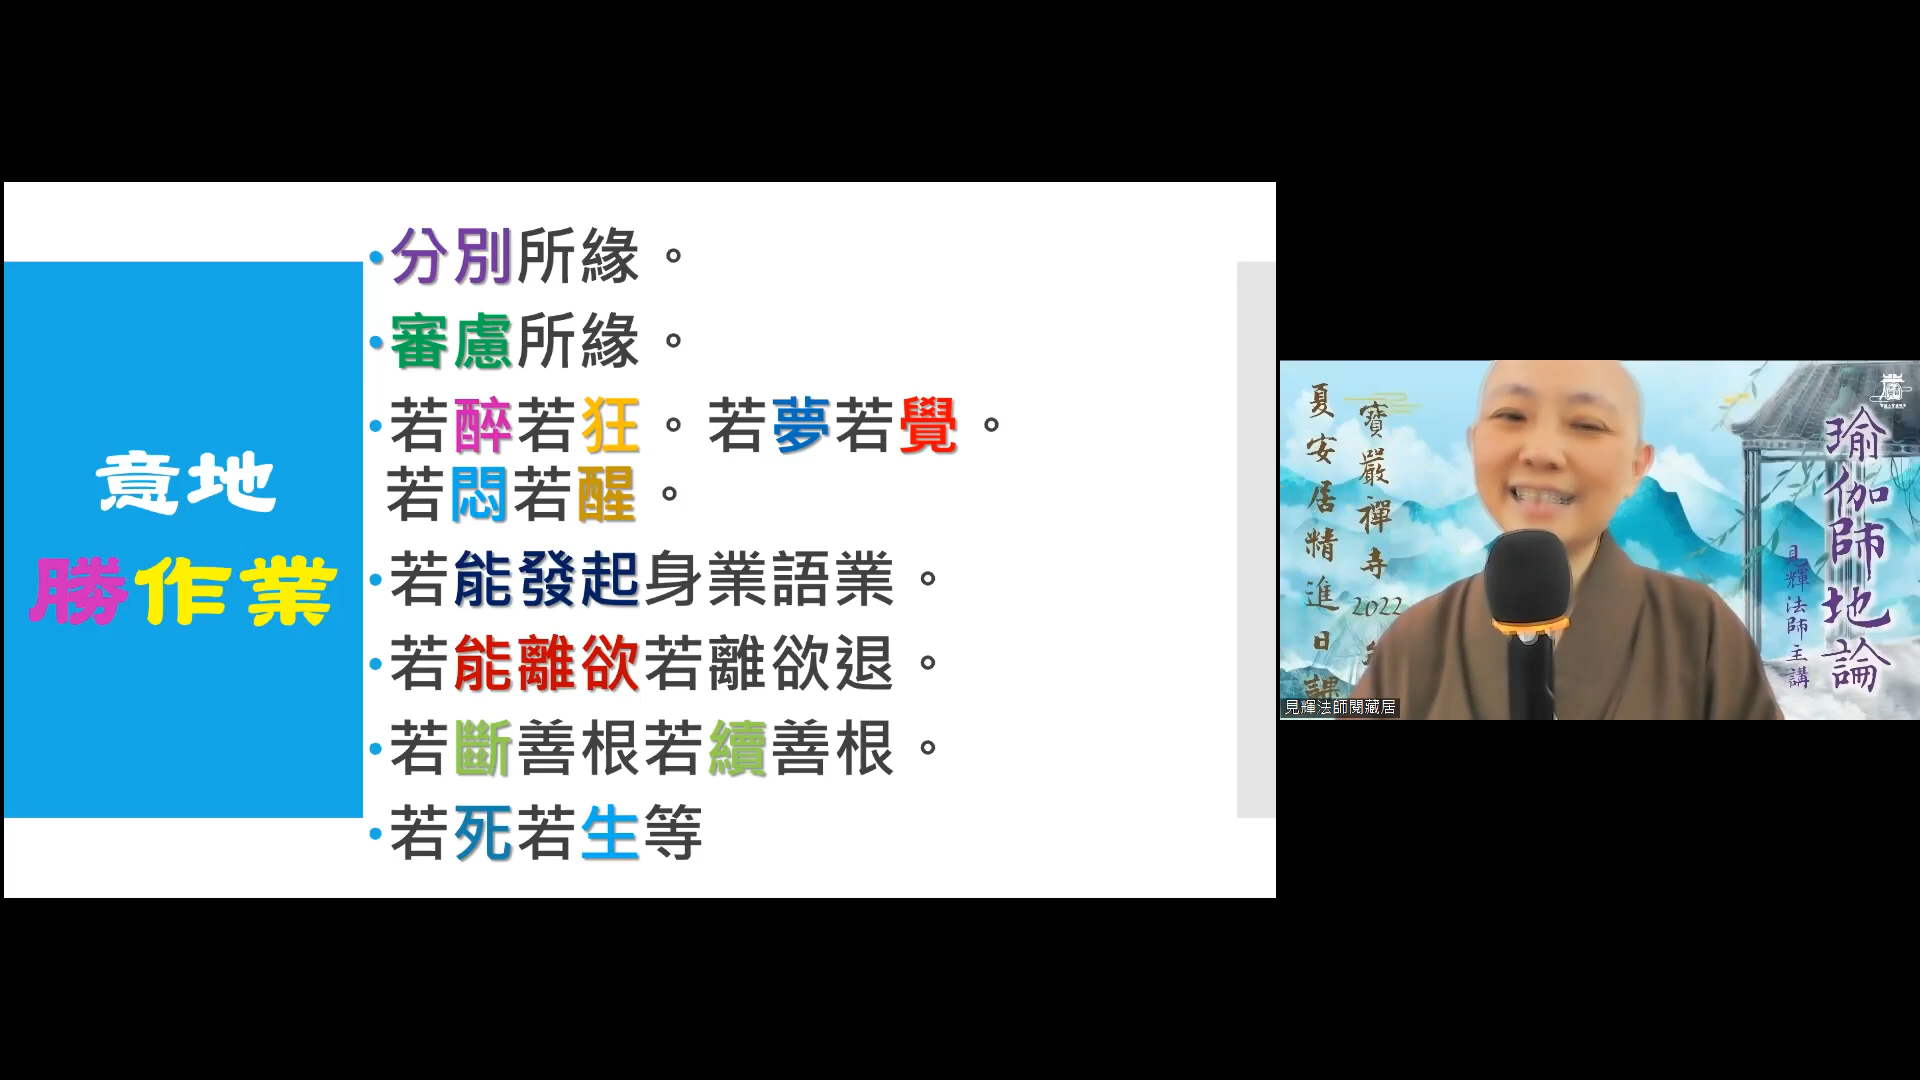 意地
勝作業
•分別所緣。
•審慮所緣。
•若醉若狂。若夢若覺。
若悶若醒。
•若能發起身業語業。
•若能離欲若離欲退。
•若斷善根若續善根。
•若死若生等
夏安居精進日課
寶嚴禪寺2022
瑜伽師地論
見輝法師主講
見輝法師閱藏居